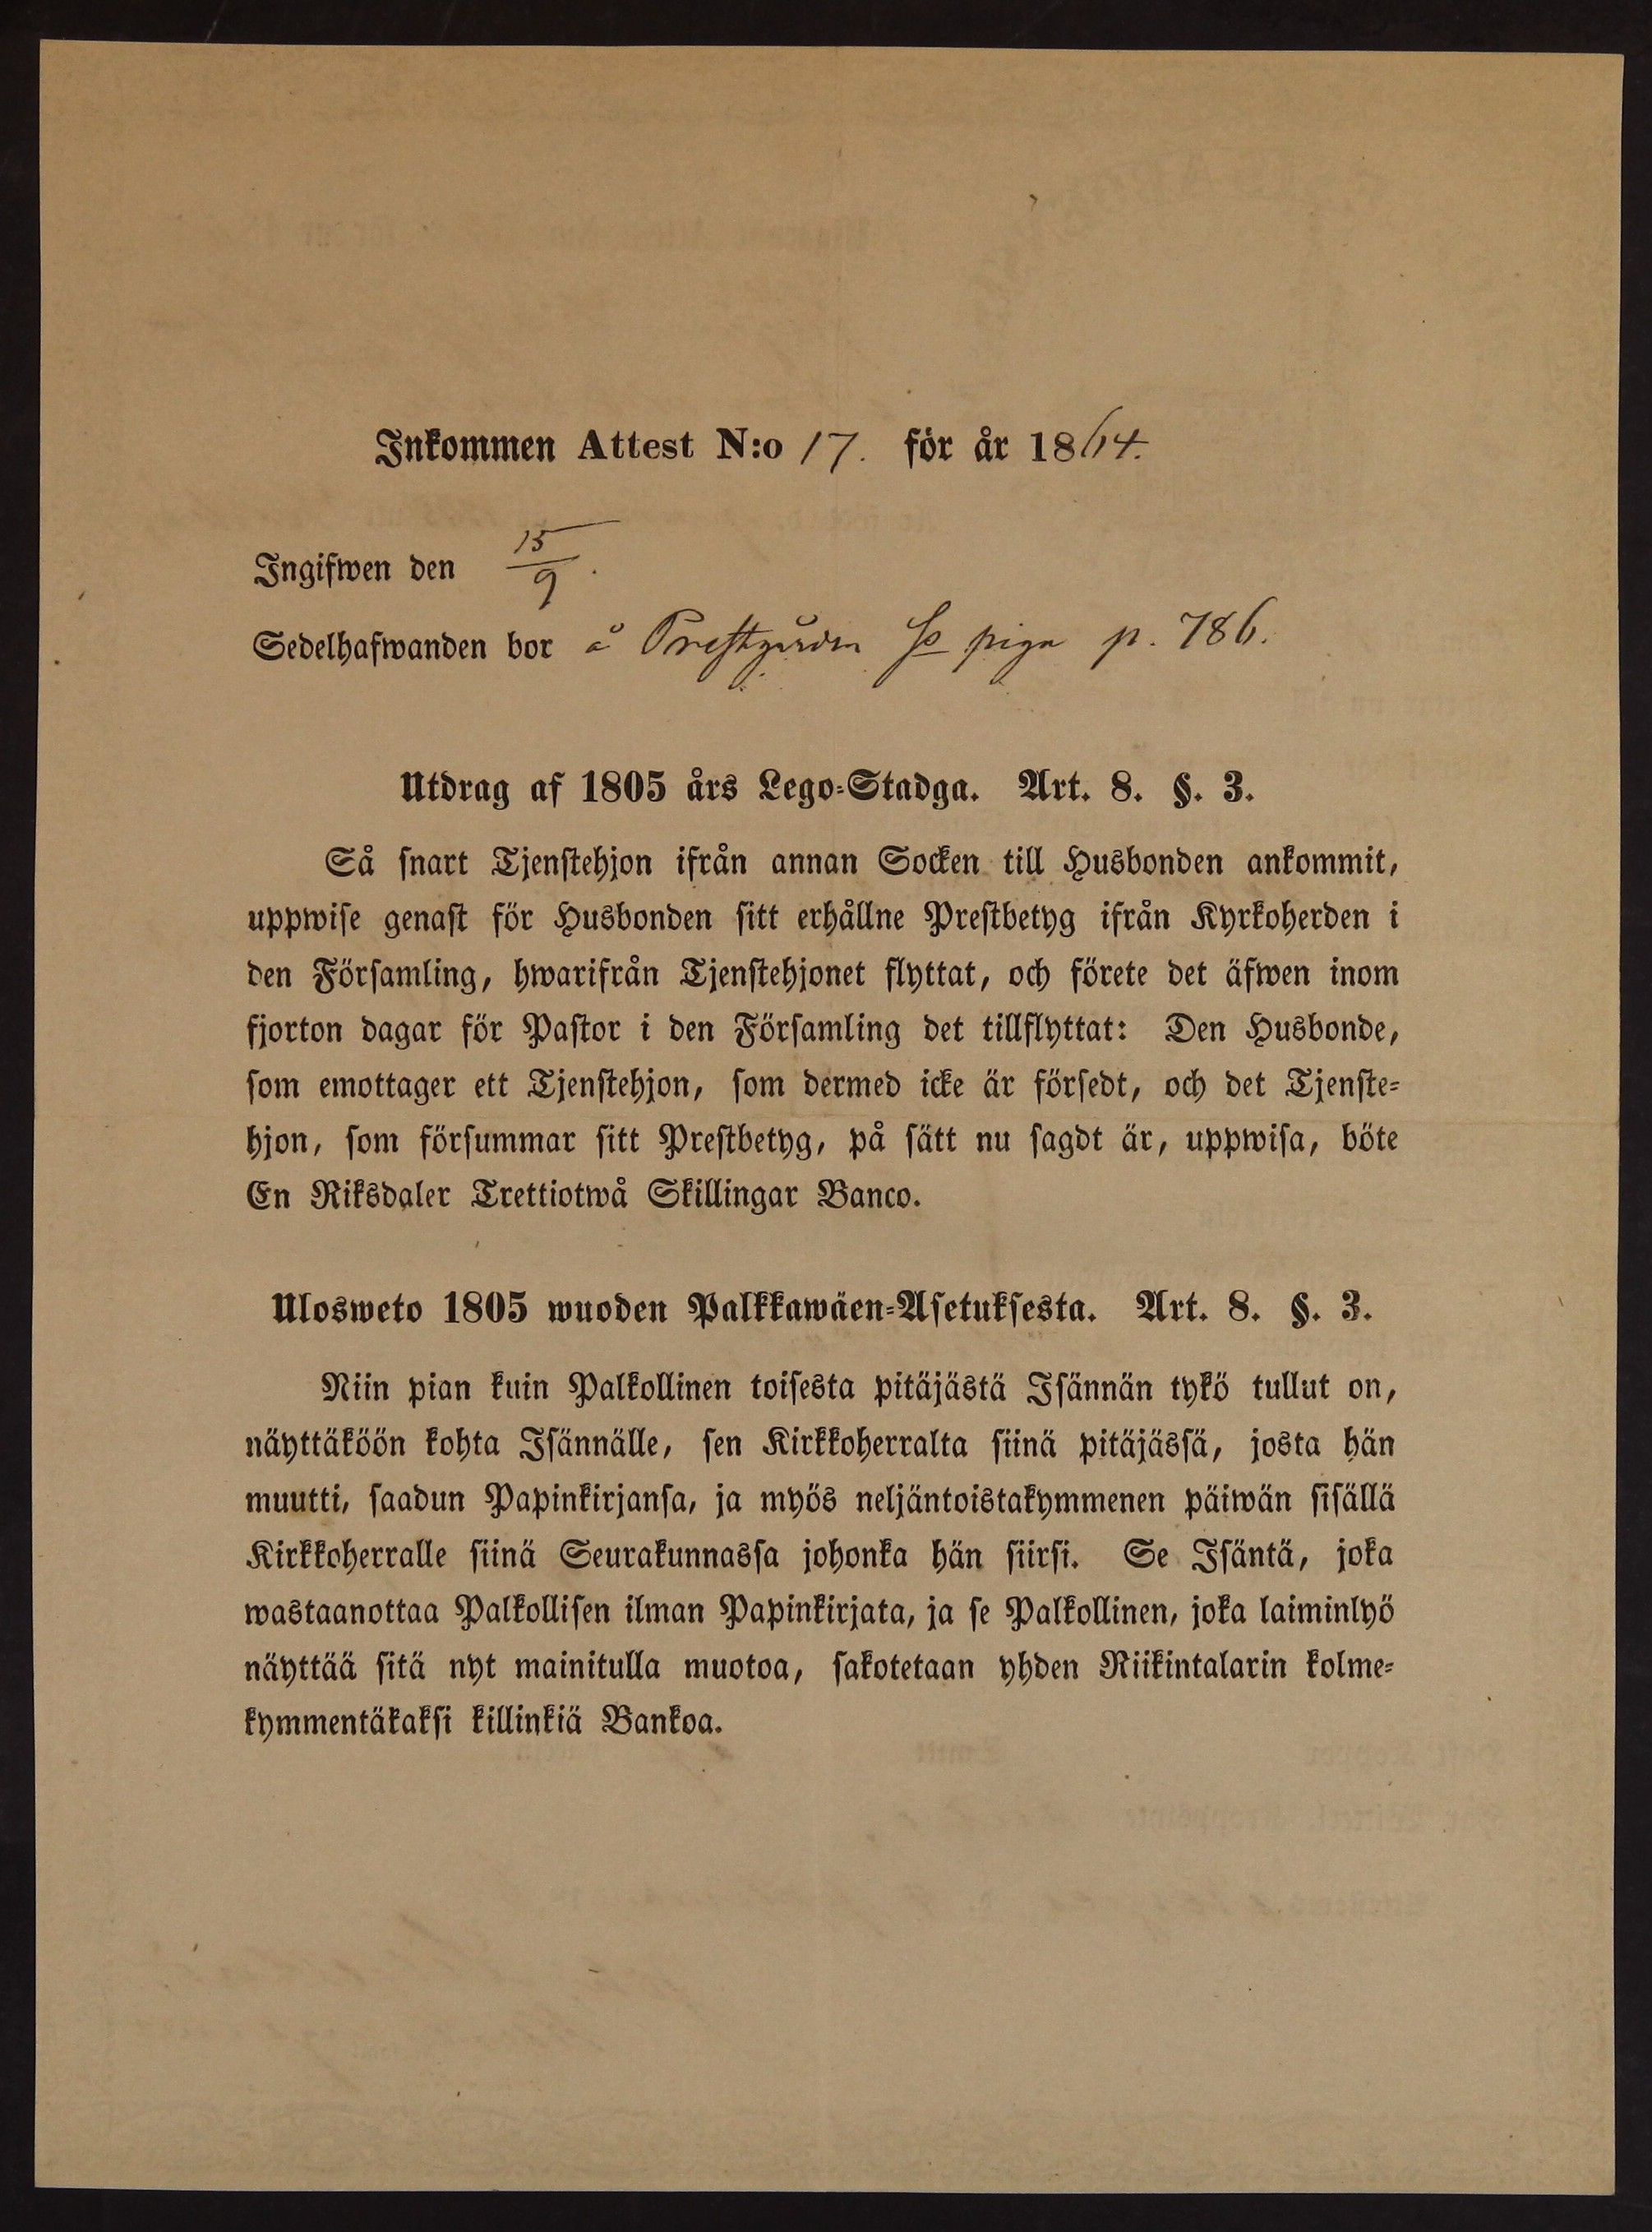 Inkommen Attest N:o 17. för år 1864.
Ingifwen den 15/9.
Sedelhafwanden bor å Prestgården piga p. 786.
Utdrag af 1805 års Lego-Stadga. Art. 8. §. 3.
Så snart Tjenstehjon ifrån annan Socken till Husbonden ankommit,
uppwise genast för Husbonden sitt erhållne Prestbetyg ifrån Kyrkoherden i
den Församling, hwarifrån Tjenstehjonet flyttat, och förete det äfwen inom
fjorton dagar för Pastor i den Församling det tillflyttat: Den Husbonde,
som emottager ett Tjenstehjon, som dermed icke är försedt, och det Tjenste-
hjon, som försummar sitt Prestbetyg, på sätt nu sagdt är, uppwisa, böte
En Riksdaler Trettiotwå Skillingar Banco.
Ulosweto 1805 wuoden Palkkawäen-Asetuksesta. Art. 8. §. 3.
Niin pian kuin Palkollinen toisesta pitäjästä Isännän tykö tullut on,
näyttäköön kohta Isännälle, sen Kirkkoherralta siinä pitäjässä, josta hän
muutti, saadun Papinkirjansa, ja myös neljäntoistakymmenen päiwän sisällä
Kirkkoherralle siinä Seurakunnassa johonka hän siirsi. Se Isäntä, joka
wastaanottaa Palkollisen ilman Papinkirjata, ja se Palkollinen, joka laiminlyö
näyttää sitä nyt mainitulla muotoa, sakotetaan yhden Riikintalarin kolme-
kymmentäkaksi killinkiä Bankoa.